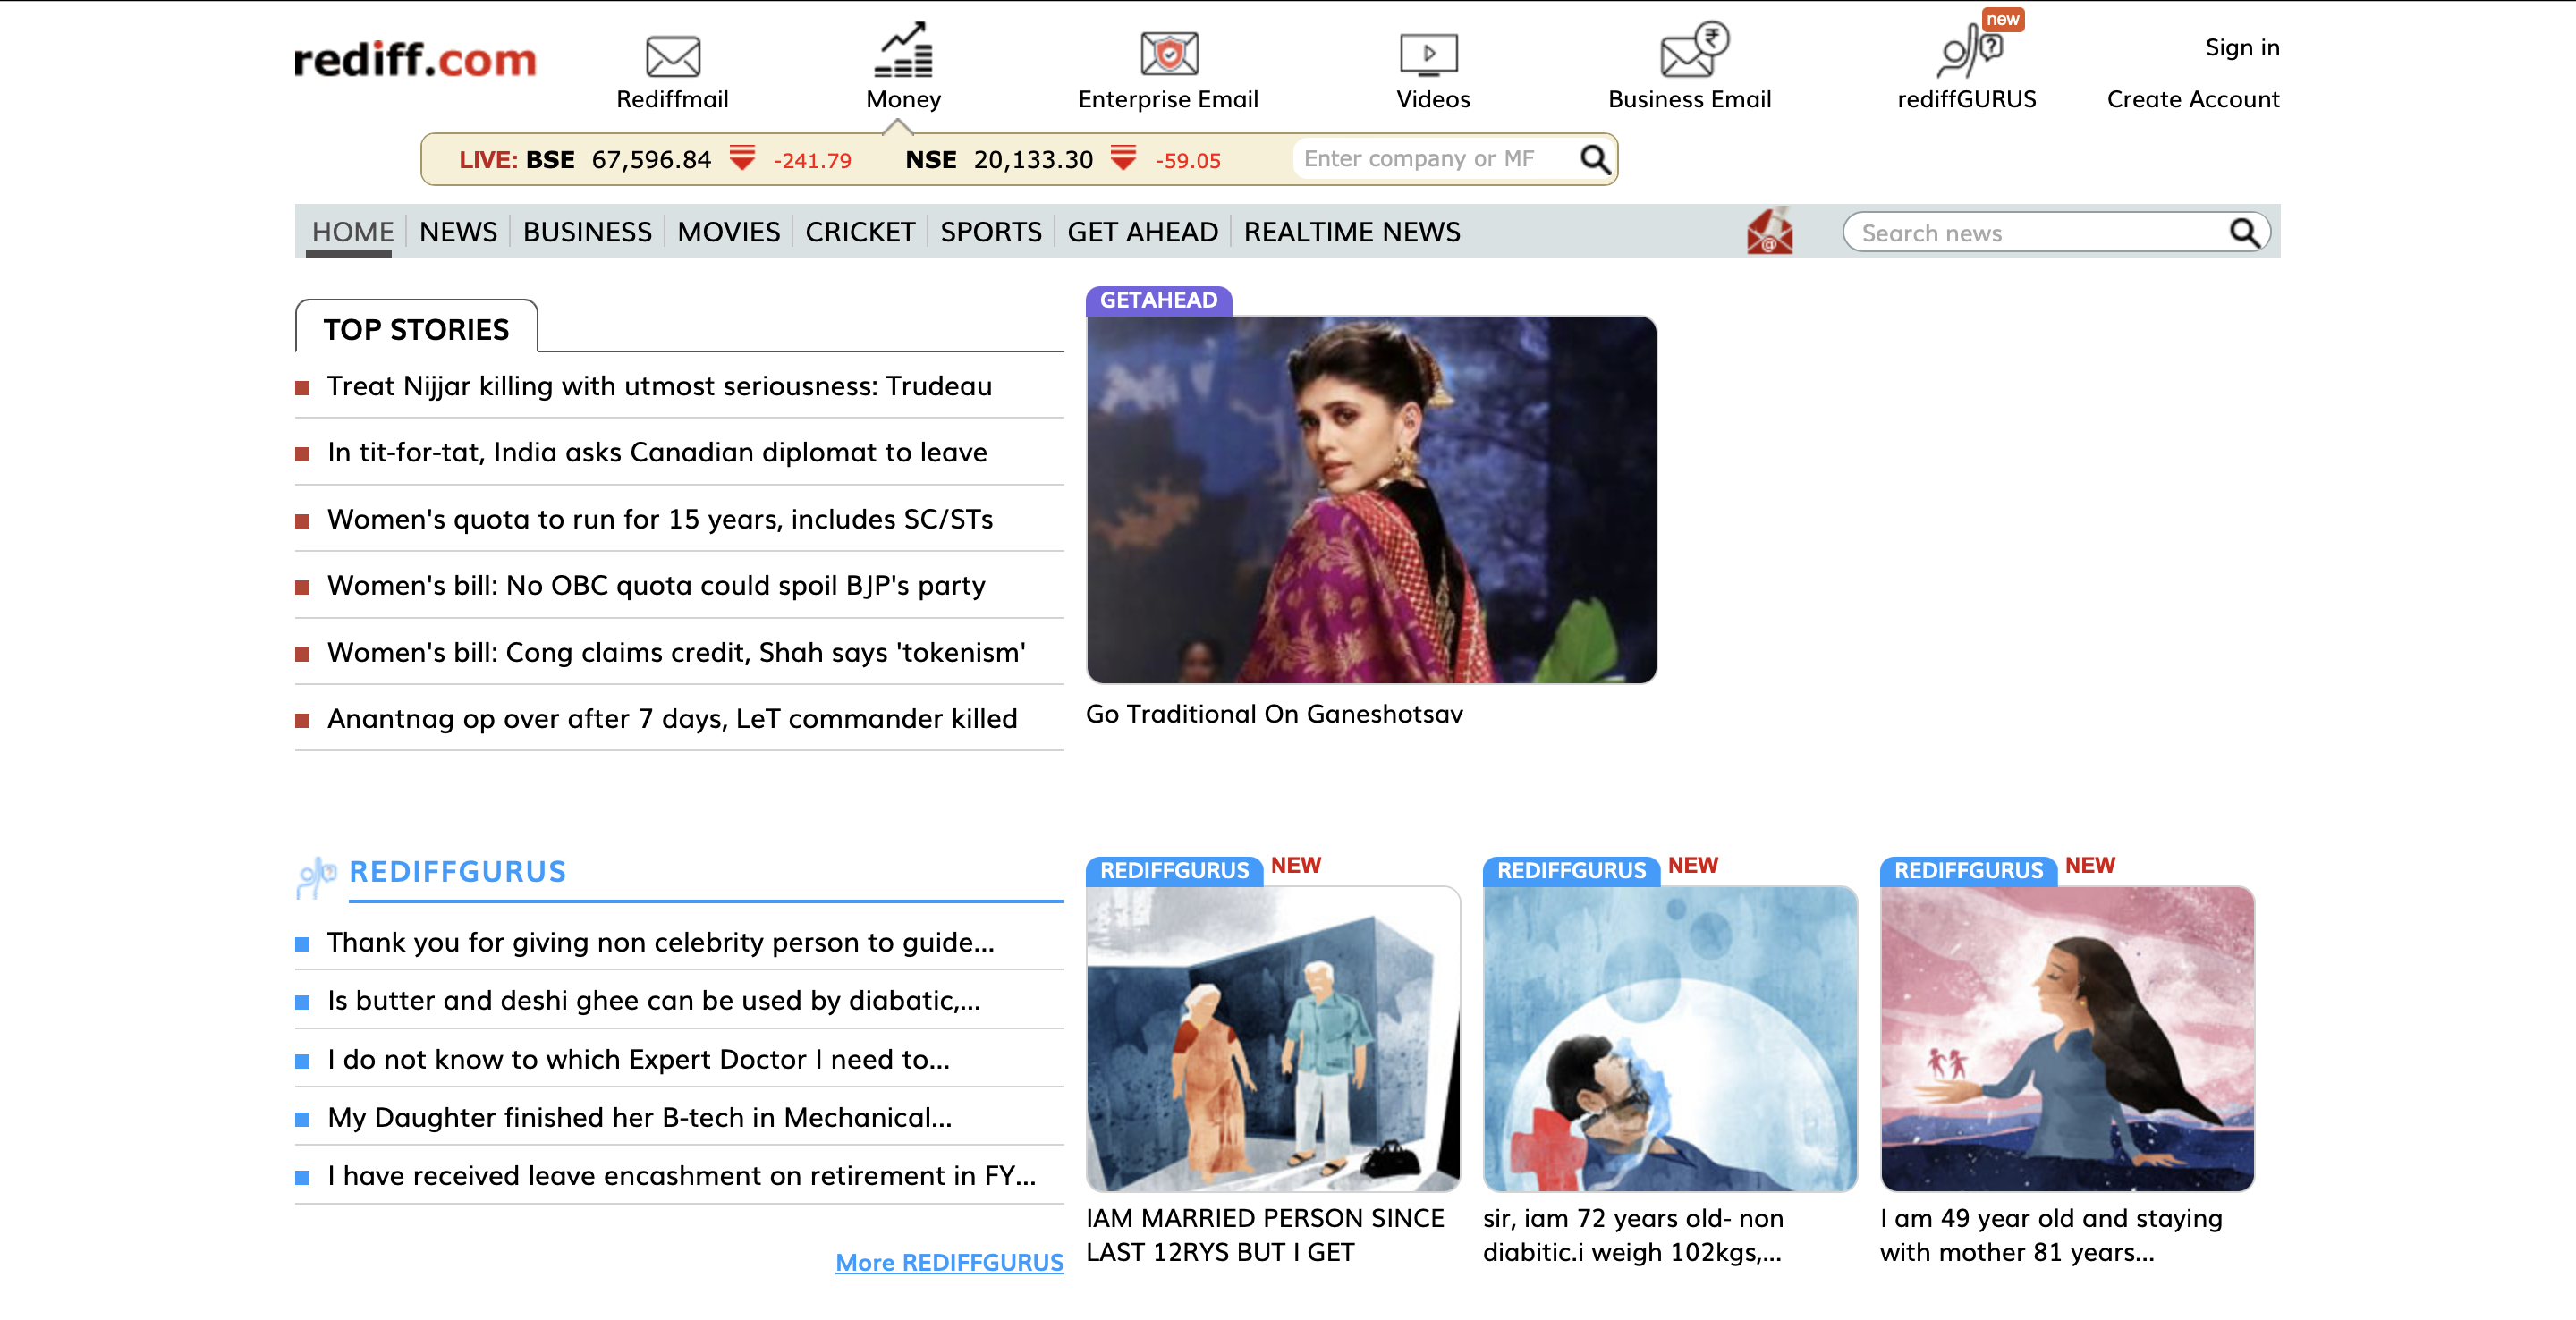 rediff.com
Rediffmail
Money
Enterprise Email
Videos
Business Email
new
rediffGURUS
Sign in
Create Account
LIVE: BSE 67,596.84 -241.79 NSE 20,133.30 -59.05 Enter company or MF
HOME NEWS BUSINESS MOVIES CRICKET SPORTS GET AHEAD REALTIME NEWS Search news
TOP STORIES
Treat Nijjar killing with utmost seriousness: Trudeau
In tit-for-tat, India asks Canadian diplomat to leave
Women's quota to run for 15 years, includes SC/STs
Women's bill: No OBC quota could spoil BJP's party
Women's bill: Cong claims credit, Shah says 'tokenism'
Anantnag op over after 7 days, LeT commander killed
GETAHEAD
Go Traditional On Ganeshotsav
REDIFFGURUS
Thank you for giving non celebrity person to guide...
Is butter and deshi ghee can be used by diabatic,...
I do not know to which Expert Doctor I need to...
My Daughter finished her B-tech in Mechanical...
I have received leave encashment on retirement in FY...
More REDIFFGURUS
REDIFFGURUS NEW
IAM MARRIED PERSON SINCE
LAST 12RYS BUT I GET
REDIFFGURUS NEW
sir, iam 72 years old- non
diabitic.i weigh 102kgs,...
REDIFFGURUS NEW
I am 49 year old and staying
with mother 81 years...